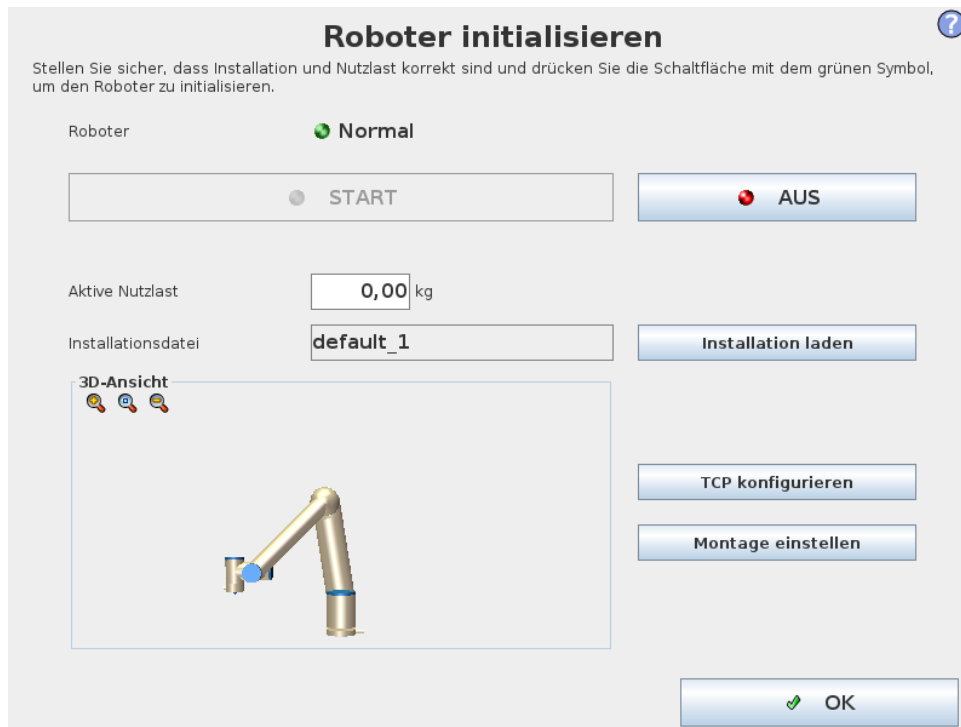 Roboter initialisieren
?
Stellen Sie sicher, dass Installation und Nutzlast korrekt sind und drücken Sie die Schaltfläche mit dem grünen Symbol,
um den Roboter zu initialisieren.
Roboter Normal
START AUS
Aktive Nutzlast 0,00 kg
Installationsdatei default_1 Installation laden
3D-Ansicht
TCP konfigurieren
Montage einstellen
OK